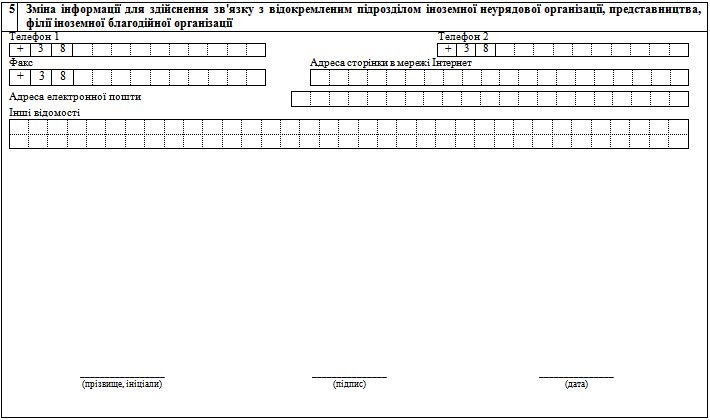 5 Зміна інформації для здійснення зв'язку з відокремленим підрозділом іноземної неурядової організації, представництва,
філії іноземної благодійної організації
Телефон 1 Телефон 2
+ 3 8 + 3 8
Факс Адреса сторінки в мережі Інтернет
+ 3 8
Адреса електронної пошти
Інші відомості
(прізвище, ініціали) (підпис) (дата)